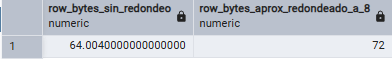 row_bytes_sin_redondeo row_bytes_aprox_redondeado_a_8
numeric numeric
1 64.0040000000000000 72